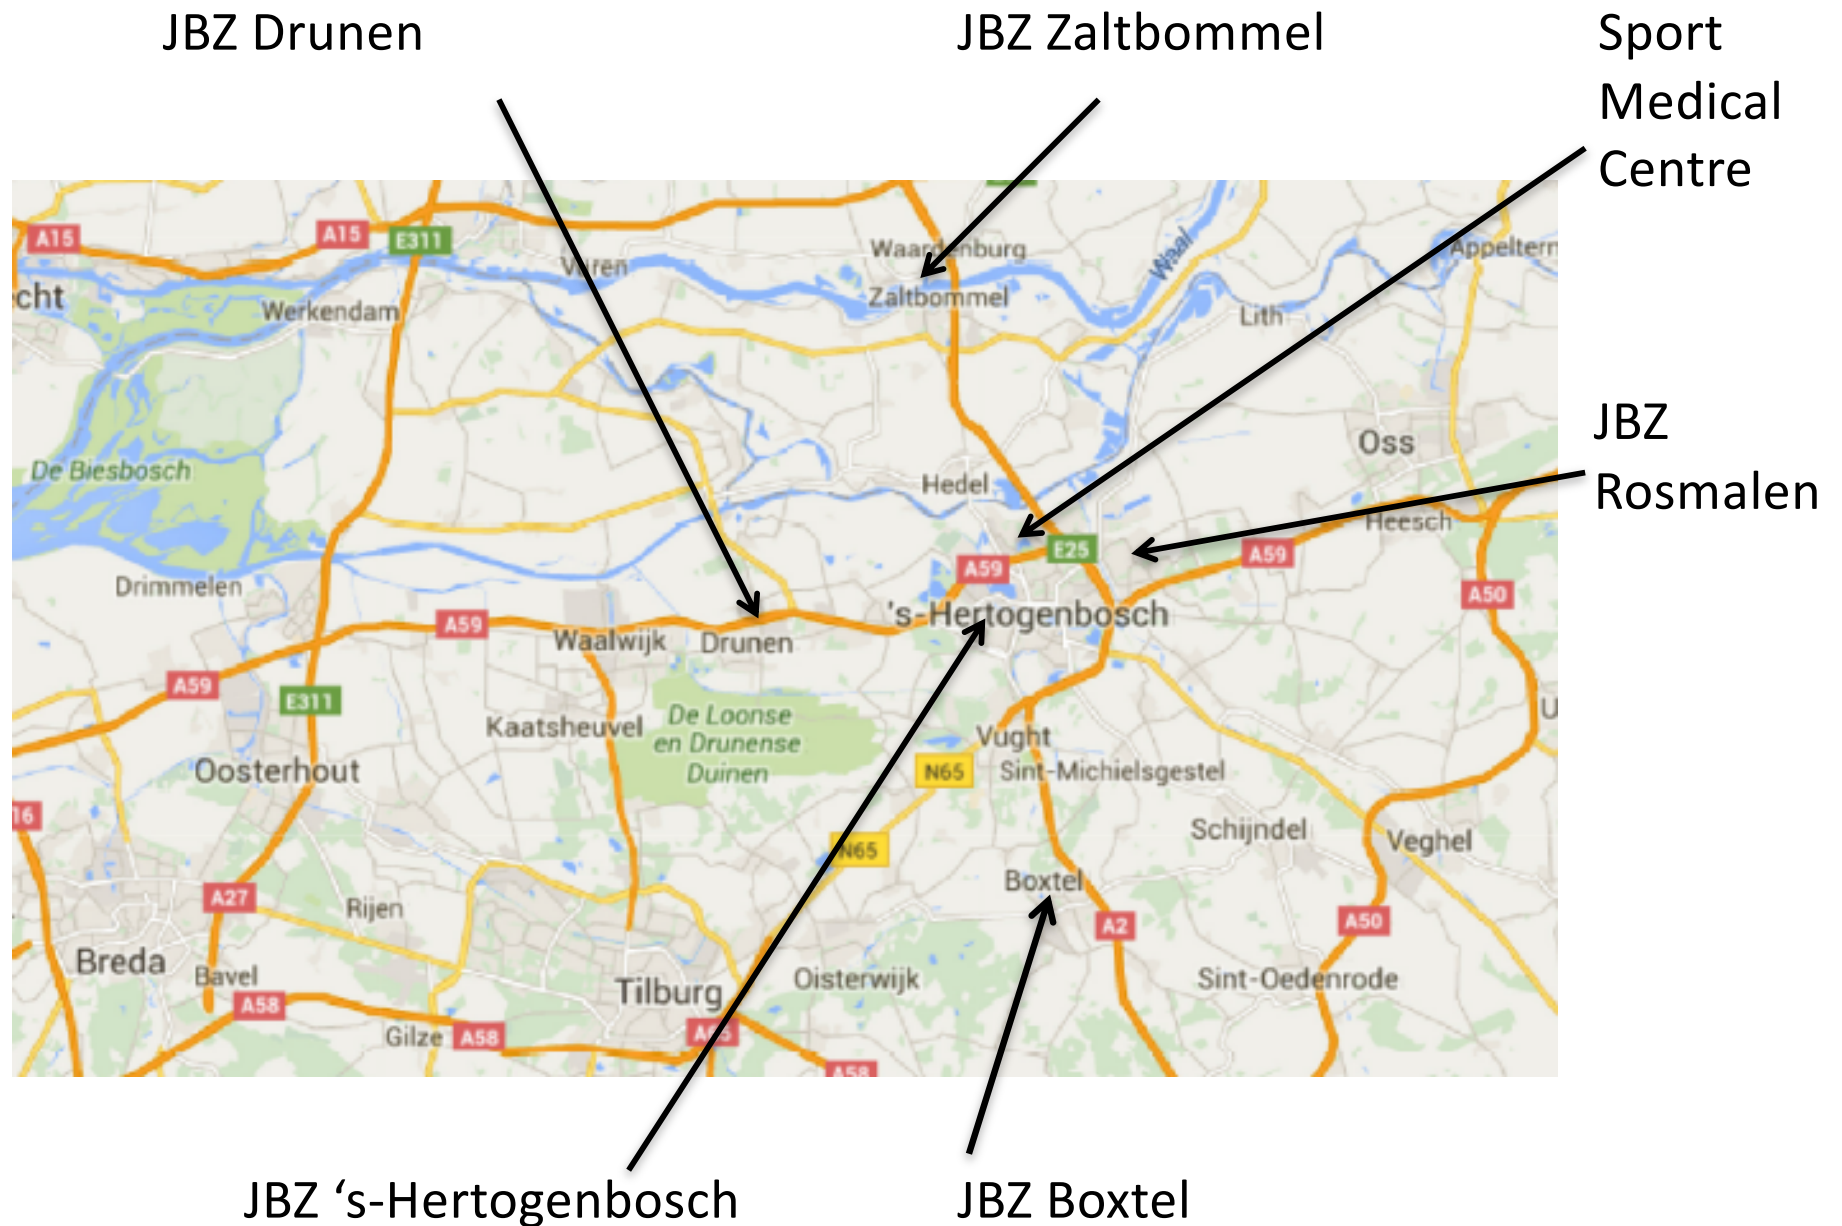 JBZ Drunen
JBZ Zaltbommel
Sport
Medical
Centre
A15
A15
E311
Waardenburg
Waal
Appeltern
Vuren
cht
Werkendam
Zaltbommel
Lith
JBZ
Rosmalen
De Biesbosch
Hedel
Oss
Heesch
E25
A59
A59
Drimmelen
A50
's-Hertogenbosch
A59
Waalwijk
Drunen
A59
E311
U
Kaatsheuvel
De Loonse
en Drunense
Duinen
Vught
Oosterhout
N65
Sint-Michielsgestel
16
Schijndel
Veghel
N65
Boxtel
A27
Rijen
A2
A50
Breda
Bavel
Tilburg
Oisterwijk
Sint-Oedenrode
A58
Gilze
A58
A58
JBZ ‘s-Hertogenbosch
JBZ Boxtel